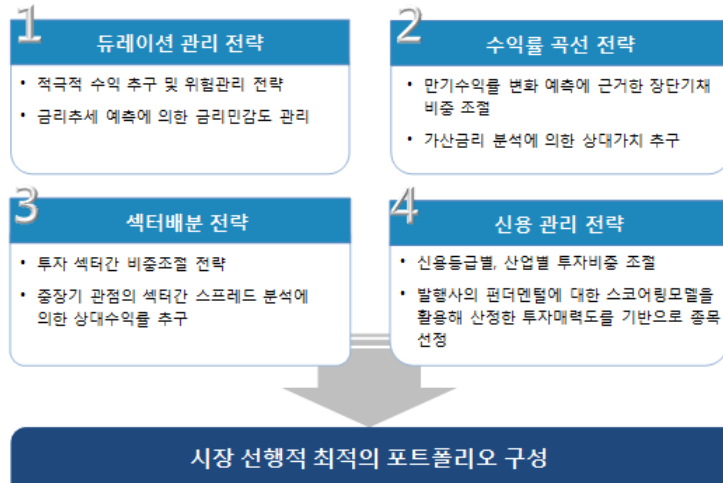 1
듀레이션 관리 전략
• 적극적 수익 추구 및 위험관리 전략
• 금리추세 예측에 의한 금리민감도 관리
2
수익률 곡선 전략
• 만기수익률 변화 예측에 근거한 장단기채
비중 조절
• 가산금리 분석에 의한 상대가치 추구
3
섹터배분 전략
• 투자 섹터간 비중조절 전략
• 중장기 관점의 섹터간 스프레드 분석에
의한 상대수익률 추구
4
신용 관리 전략
• 신용등급별, 산업별 투자비중 조절
• 발행사의 펀더멘털에 대한 스코어링모델을
활용해 산정한 투자매력도를 기반으로 종목
선정
시장 선행적 최적의 포트폴리오 구성